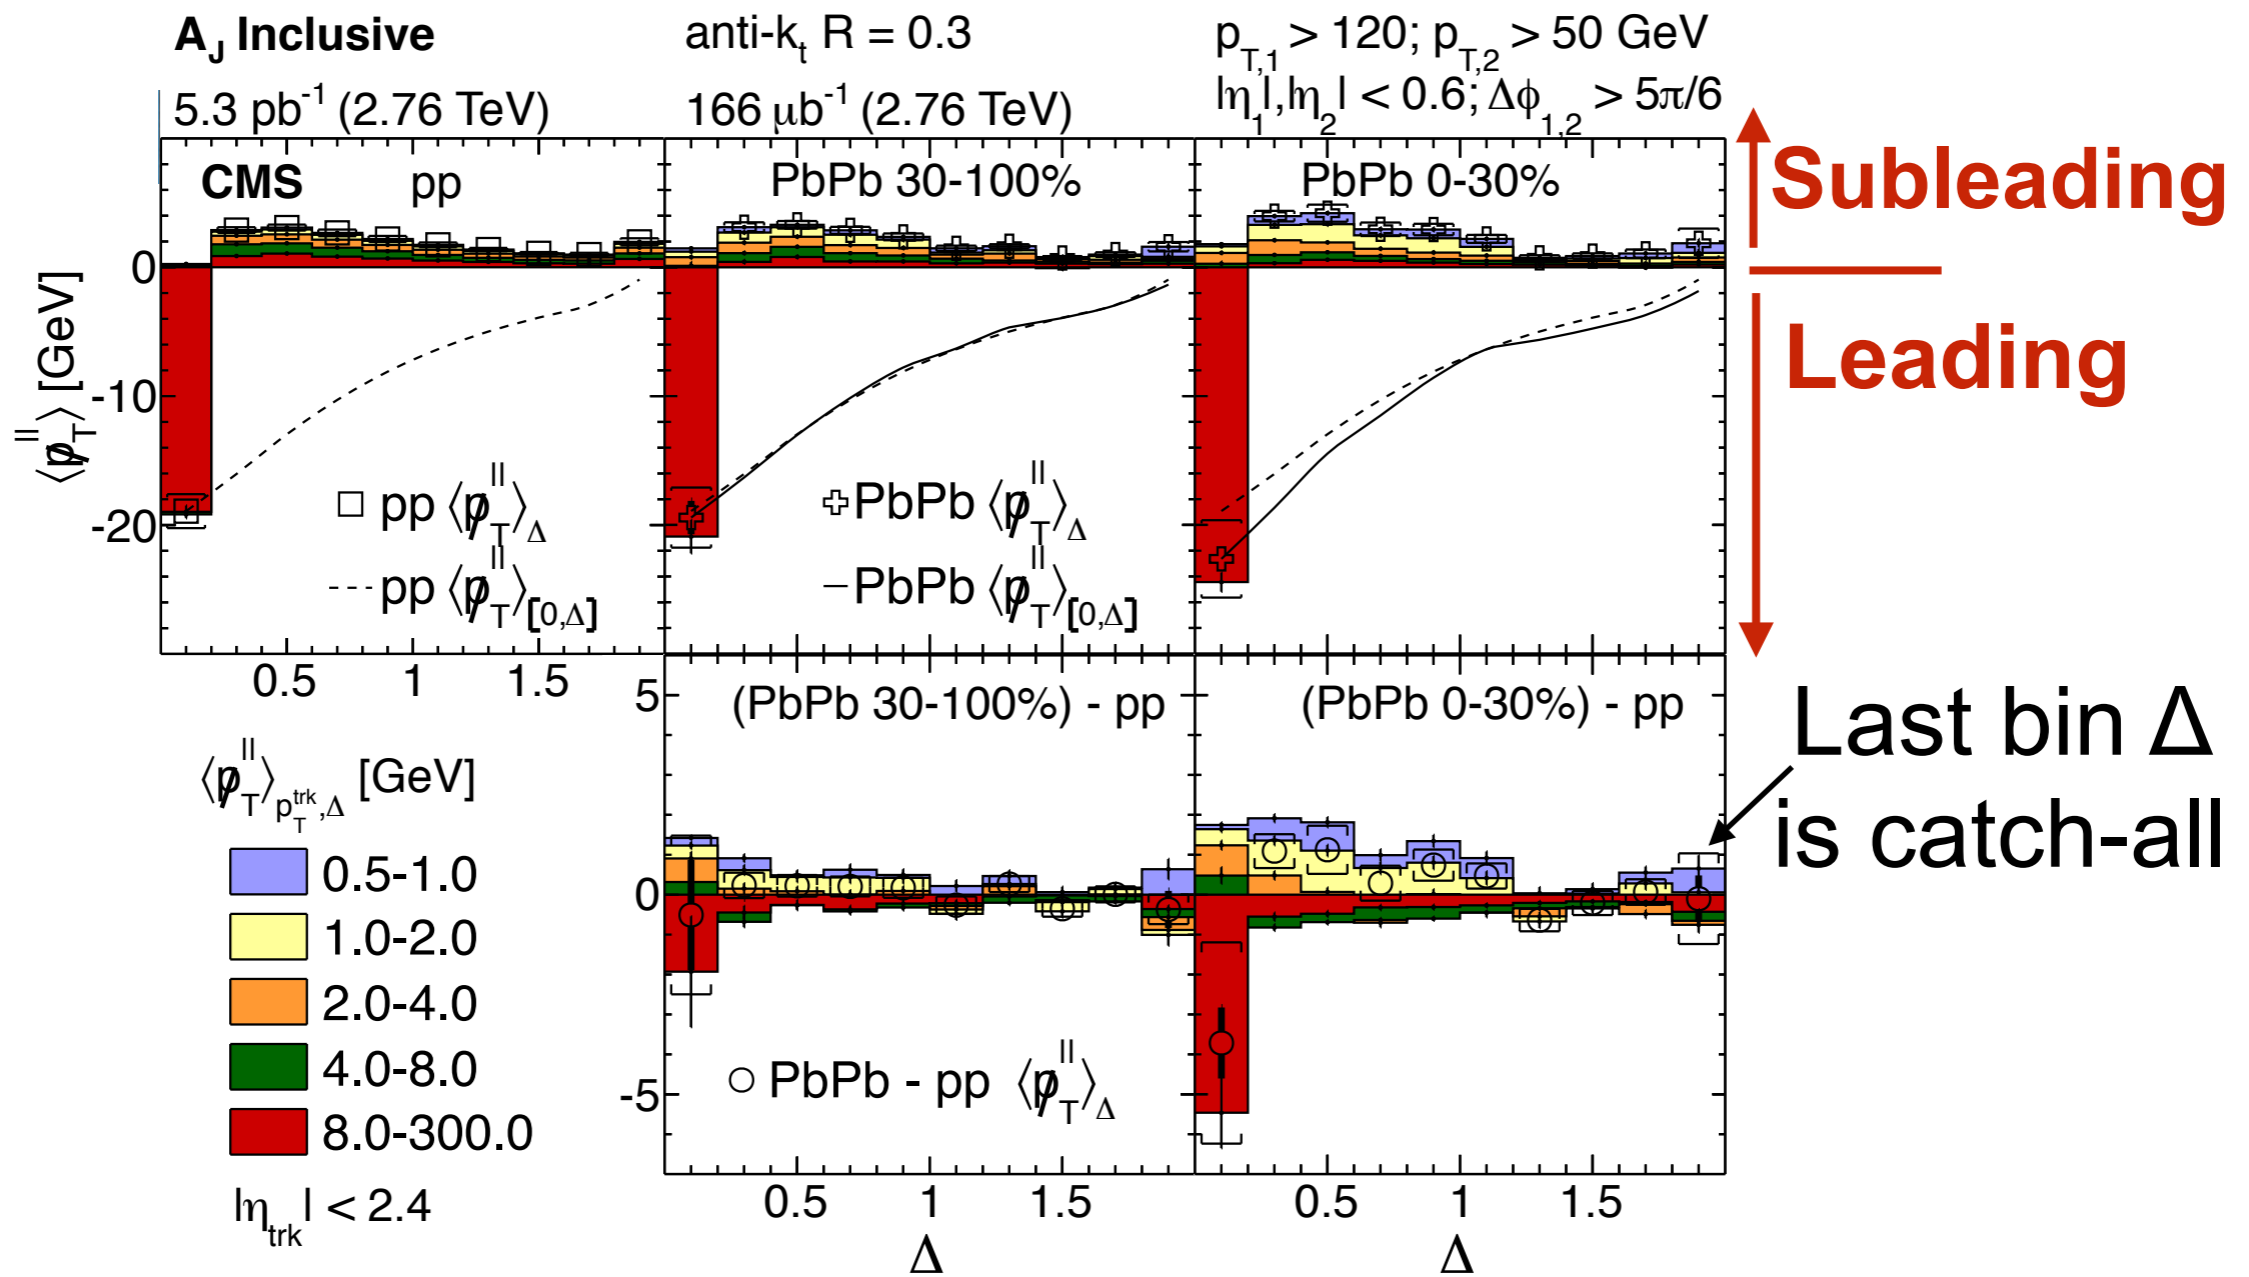 A_J Inclusive
anti-k_t R = 0.3
p_T,1 > 120; p_T,2 > 50 GeV
5.3 pb⁻¹ (2.76 TeV)
166 μb⁻¹ (2.76 TeV)
|η_1|,|η_2| < 0.6; Δϕ_1,2 > 5π/6
CMS
pp
PbPb 30-100%
PbPb 0-30%
Subleading
Leading
⟨p̸_T^||⟩ [GeV]
0
-10
-20
pp ⟨p̸_T^||⟩_Δ
pp ⟨p̸_T^||⟩_[0,Δ]
PbPb ⟨p̸_T^||⟩_Δ
PbPb ⟨p̸_T^||⟩_[0,Δ]
0.5 1 1.5
(PbPb 30-100%) - pp
(PbPb 0-30%) - pp
Last bin Δ
is catch-all
5
0
-5
PbPb - pp ⟨p̸_T^||⟩_Δ
⟨p̸_T^||⟩_p_T^trk,Δ [GeV]
0.5-1.0
1.0-2.0
2.0-4.0
4.0-8.0
8.0-300.0
|η_trk| < 2.4
0.5 1 1.5
0.5 1 1.5
Δ
Δ